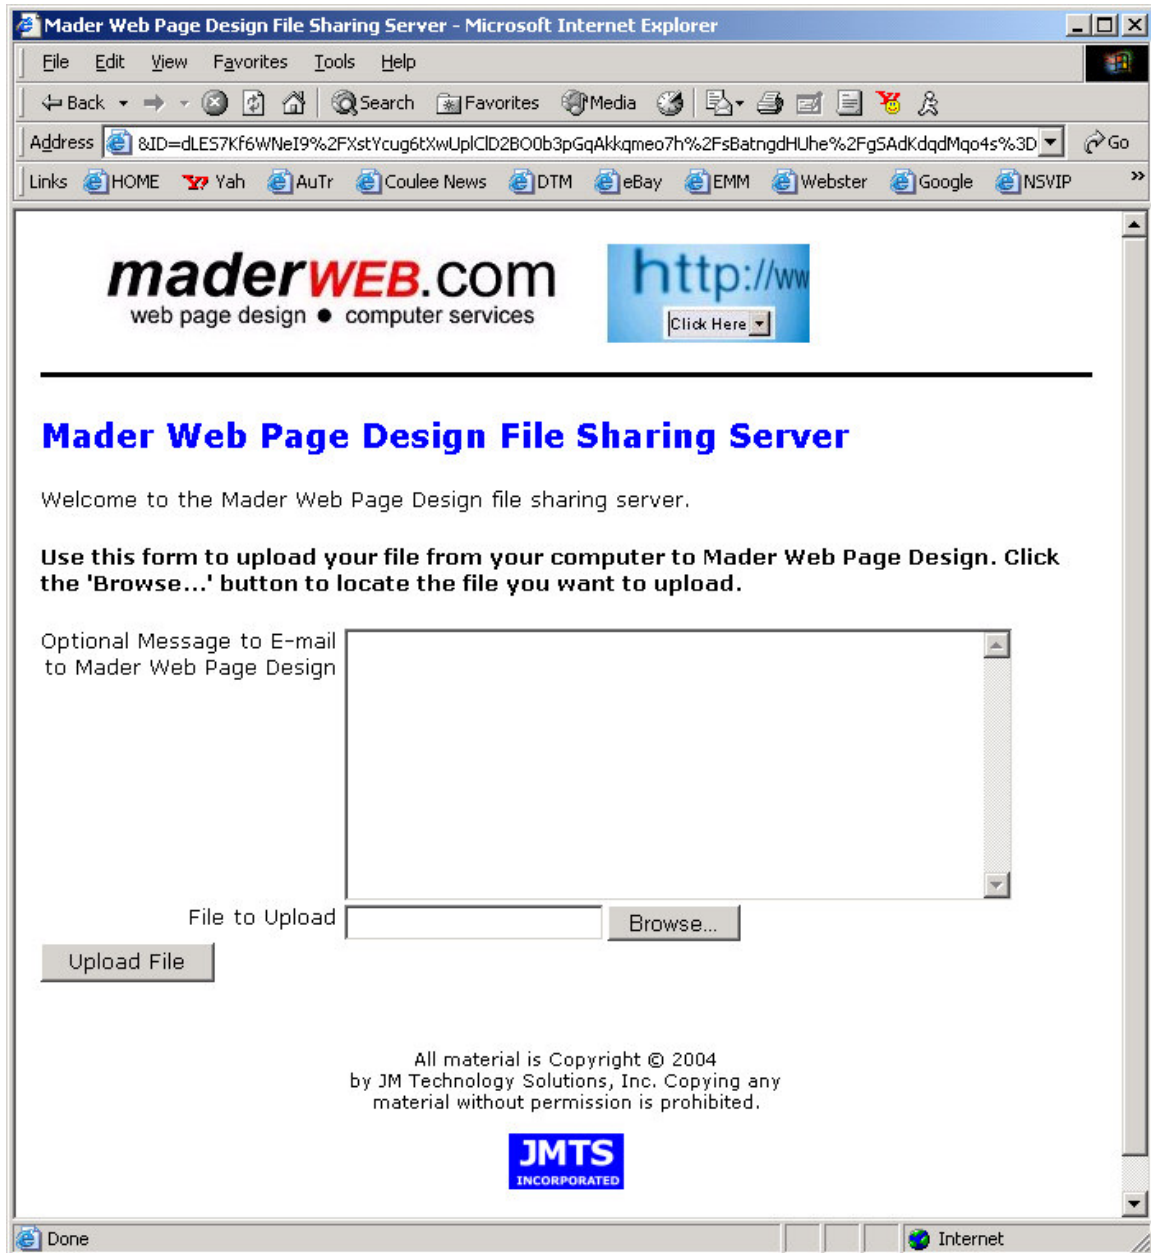 Mader Web Page Design File Sharing Server - Microsoft Internet Explorer
File Edit View Favorites Tools Help
Back Search Favorites Media
Address &ID=dLES7Kf6WNeI9%2FXstYcug6tXwUplClD2BO0b3pGqAkkqmeo7h%2FsBatngdHUhe%2FgSAdKdqdMqo4s%3D Go
Links HOME Yah AuTr Coulee News DTM eBay EMM Webster Google NSVIP »
maderWEB.com
web page design ● computer services
http://ww
Click Here
Mader Web Page Design File Sharing Server
Welcome to the Mader Web Page Design file sharing server.
Use this form to upload your file from your computer to Mader Web Page Design. Click
the 'Browse...' button to locate the file you want to upload.
Optional Message to E-mail
to Mader Web Page Design
File to Upload Browse...
Upload File
All material is Copyright © 2004
by JM Technology Solutions, Inc. Copying any
material without permission is prohibited.
JMTS
INCORPORATED
Done Internet